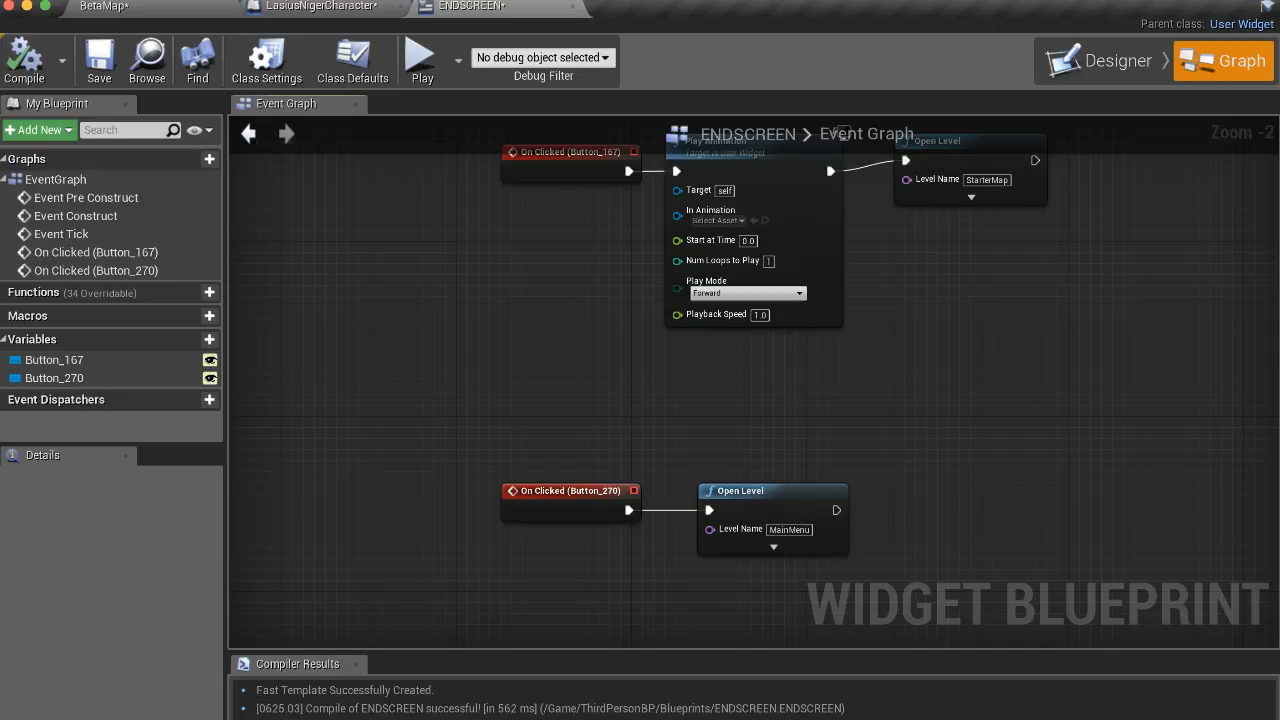 BetaMap*
LasiusNigerCharacter*
ENDSCREEN*
Parent class: User Widget
Compile
Save
Browse
Find
Class Settings
Class Defaults
Play
No debug object selected
Debug Filter
Designer
Graph
My Blueprint
Event Graph
Add New
Search
ENDSCREEN > Event Graph
Zoom -2
Graphs
EventGraph
Event Pre Construct
Event Construct
Event Tick
On Clicked (Button_167)
On Clicked (Button_270)
Functions (34 Overridable)
Macros
Variables
Button_167
Button_270
Event Dispatchers
Details
On Clicked (Button_167)
Play Animation
Target is User Widget
Target self
In Animation
Select Asset
Start at Time 0.0
Num Loops to Play 1
Play Mode
Forward
Playback Speed 1.0
Open Level
Level Name StarterMap
On Clicked (Button_270)
Open Level
Level Name MainMenu
WIDGET BLUEPRINT
Compiler Results
Fast Template Successfully Created.
[0625.03] Compile of ENDSCREEN successful! [in 562 ms] (/Game/ThirdPersonBP/Blueprints/ENDSCREEN.ENDSCREEN)